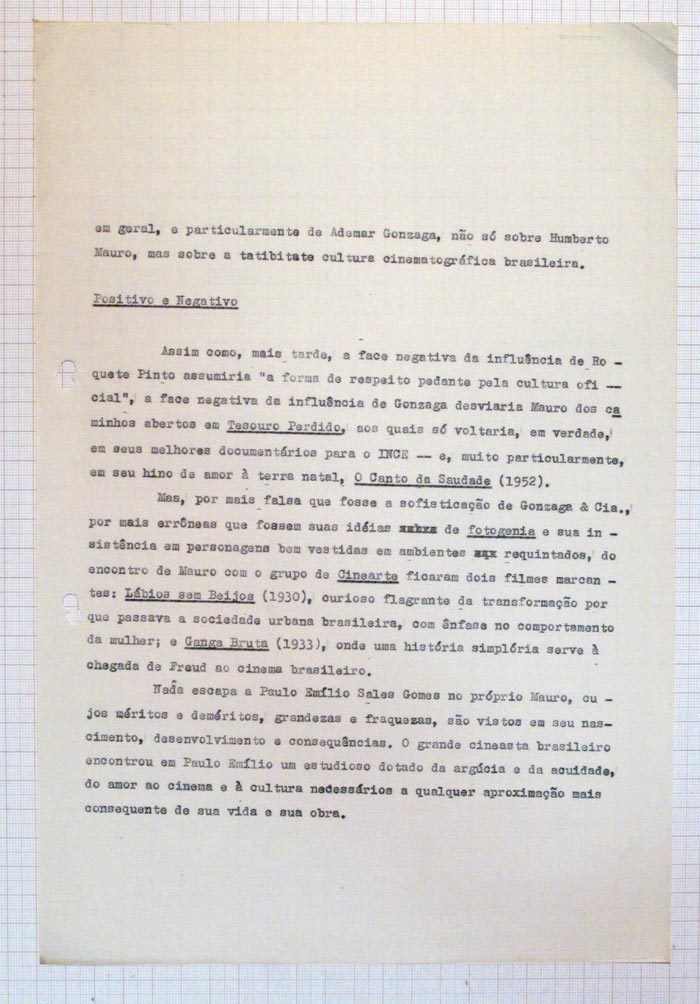 em geral, e particularmente de Ademar Gonzaga, não só sobre Humberto
Mauro, mas sobre a tatibitate cultura cinematográfica brasileira.
Positivo e Negativo
Assim como, mais tarde, a face negativa da influência de Ro -
quete Pinto assumiria "a forma de respeito pedante pela cultura ofi --
cial", a face negativa da influência de Gonzaga desviaria Mauro dos ca
minhos abertos em Tesouro Perdido, aos quais só voltaria, em verdade,
em seus melhores documentários para o INCE -- e, muito particularmente,
em seu hino de amor à terra natal, O Canto da Saudade (1952).
Mas, por mais falsa que fosse a sofisticação de Gonzaga & Cia.,
por mais errôneas que fossem suas idéias de fotogenia e sua in -
sistência em personagens bem vestidas em ambientes requintados, do
encontro de Mauro com o grupo de Cinearte ficaram dois filmes marcan -
tes: Lábios sem Beijos (1930), curioso flagrante da transformação por
que passava a sociedade urbana brasileira, com ênfase no comportamento
da mulher; e Ganga Bruta (1933), onde uma história simplória serve à
chegada de Freud ao cinema brasileiro.
Nada escapa a Paulo Emílio Sales Gomes no próprio Mauro, cu -
jos méritos e deméritos, grandezas e fraquezas, são vistos em seu nas-
cimento, desenvolvimento e consequências. O grande cineasta brasileiro
encontrou em Paulo Emílio um estudioso dotado da argúcia e da acuidade,
do amor ao cinema e à cultura necessários a qualquer aproximação mais
consequente de sua vida e sua obra.